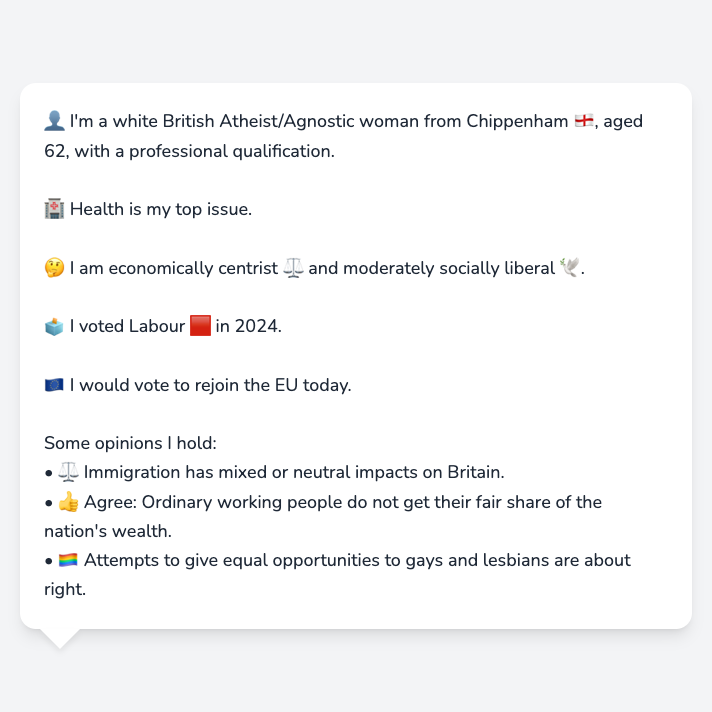 👤 I'm a white British Atheist/Agnostic woman from Chippenham 🏴󠁧󠁢󠁥󠁮󠁧󠁿, aged
62, with a professional qualification.
🏥 Health is my top issue.
🤔 I am economically centrist ⚖️ and moderately socially liberal 🕊️.
🗳️ I voted Labour 🟥 in 2024.
🇪🇺 I would vote to rejoin the EU today.
Some opinions I hold:
• ⚖️ Immigration has mixed or neutral impacts on Britain.
• 👍 Agree: Ordinary working people do not get their fair share of the
nation's wealth.
• 🏳️‍🌈 Attempts to give equal opportunities to gays and lesbians are about
right.